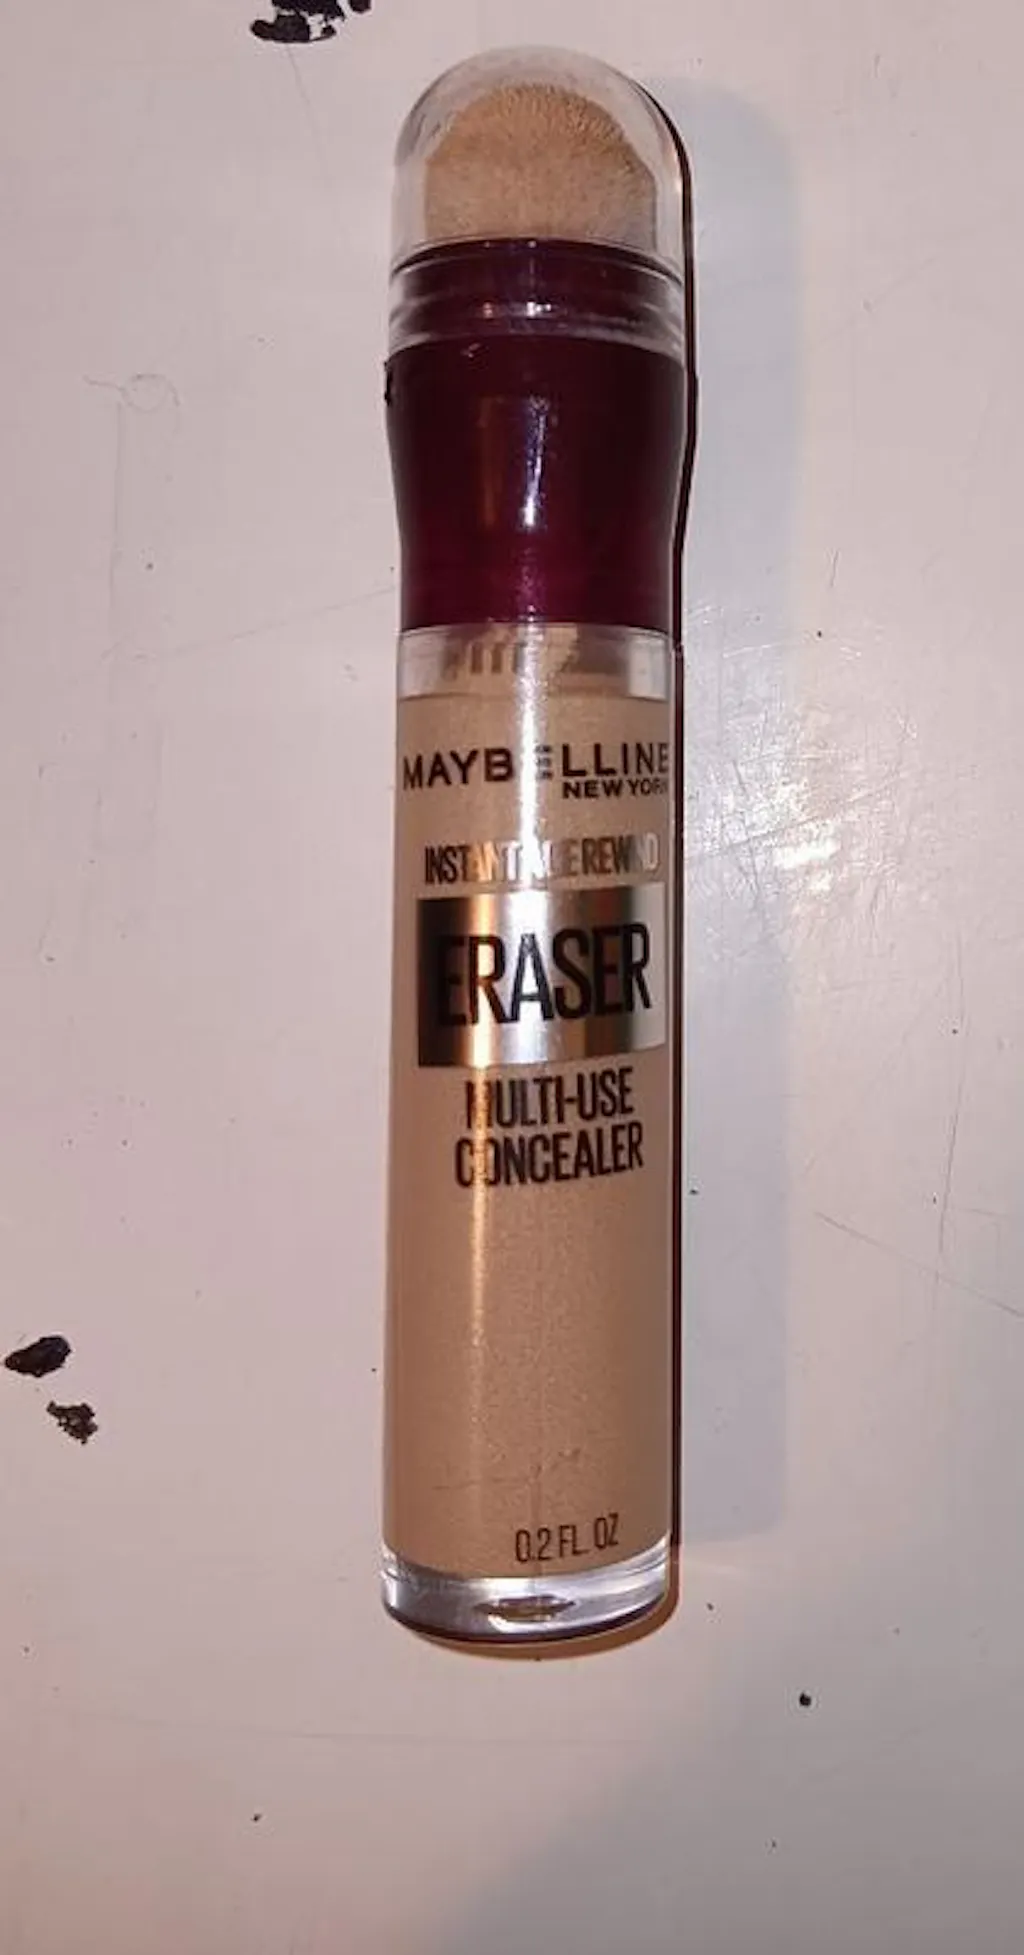 MAYBELLINE
NEW YORK
INSTANT AGE REWIND
ERASER
MULTI-USE
CONCEALER
0.2 FL. OZ